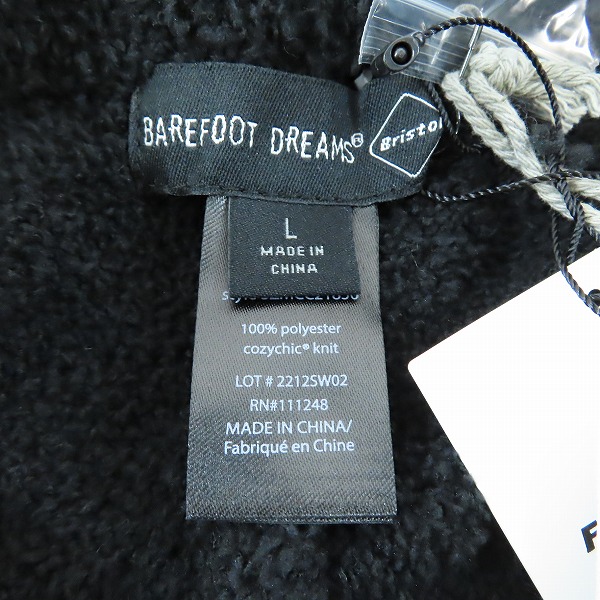 BAREFOOT DREAMS®
Bristol
L
MADE IN
CHINA
100% polyester
cozychic® knit
LOT # 2212SW02
RN#111248
MADE IN CHINA/
Fabriqué en Chine
F